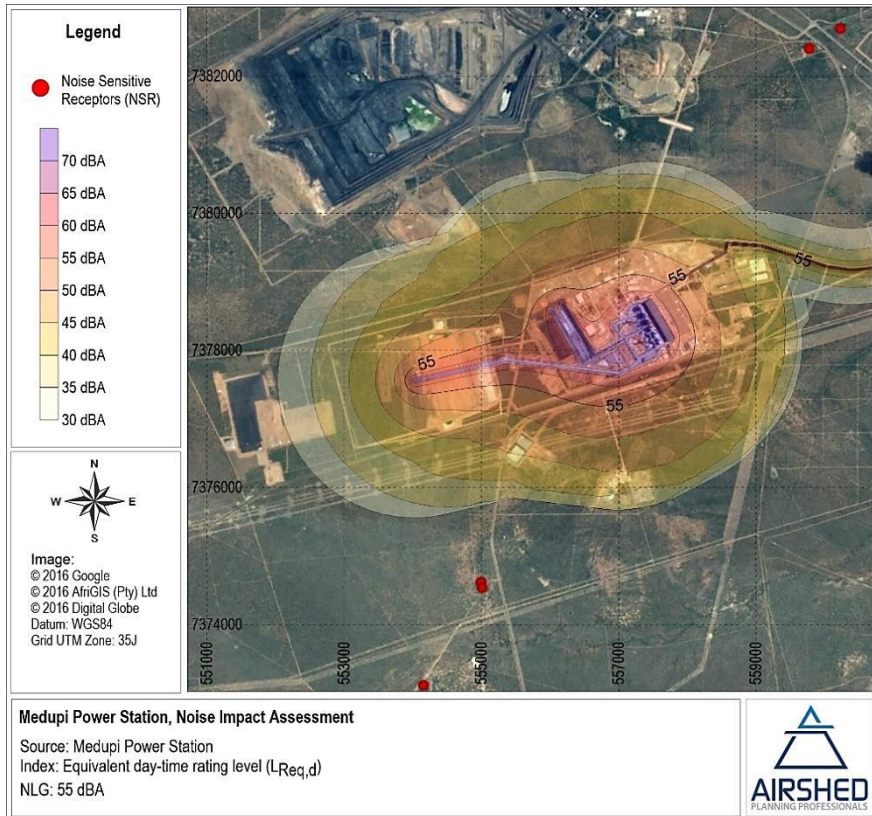 Legend
Noise Sensitive
Receptors (NSR)
70 dBA
65 dBA
60 dBA
55 dBA
50 dBA
45 dBA
40 dBA
35 dBA
30 dBA
N
W E
S
Image:
© 2016 Google
© 2016 AfriGIS (Pty) Ltd
© 2016 Digital Globe
Datum: WGS84
Grid UTM Zone: 35J
7382000
7380000
7378000
7376000
7374000
55
55
55
55
551000
553000
555000
557000
559000
Medupi Power Station, Noise Impact Assessment
Source: Medupi Power Station
Index: Equivalent day-time rating level (LReq,d)
NLG: 55 dBA
AIRSHED
PLANNING PROFESSIONALS